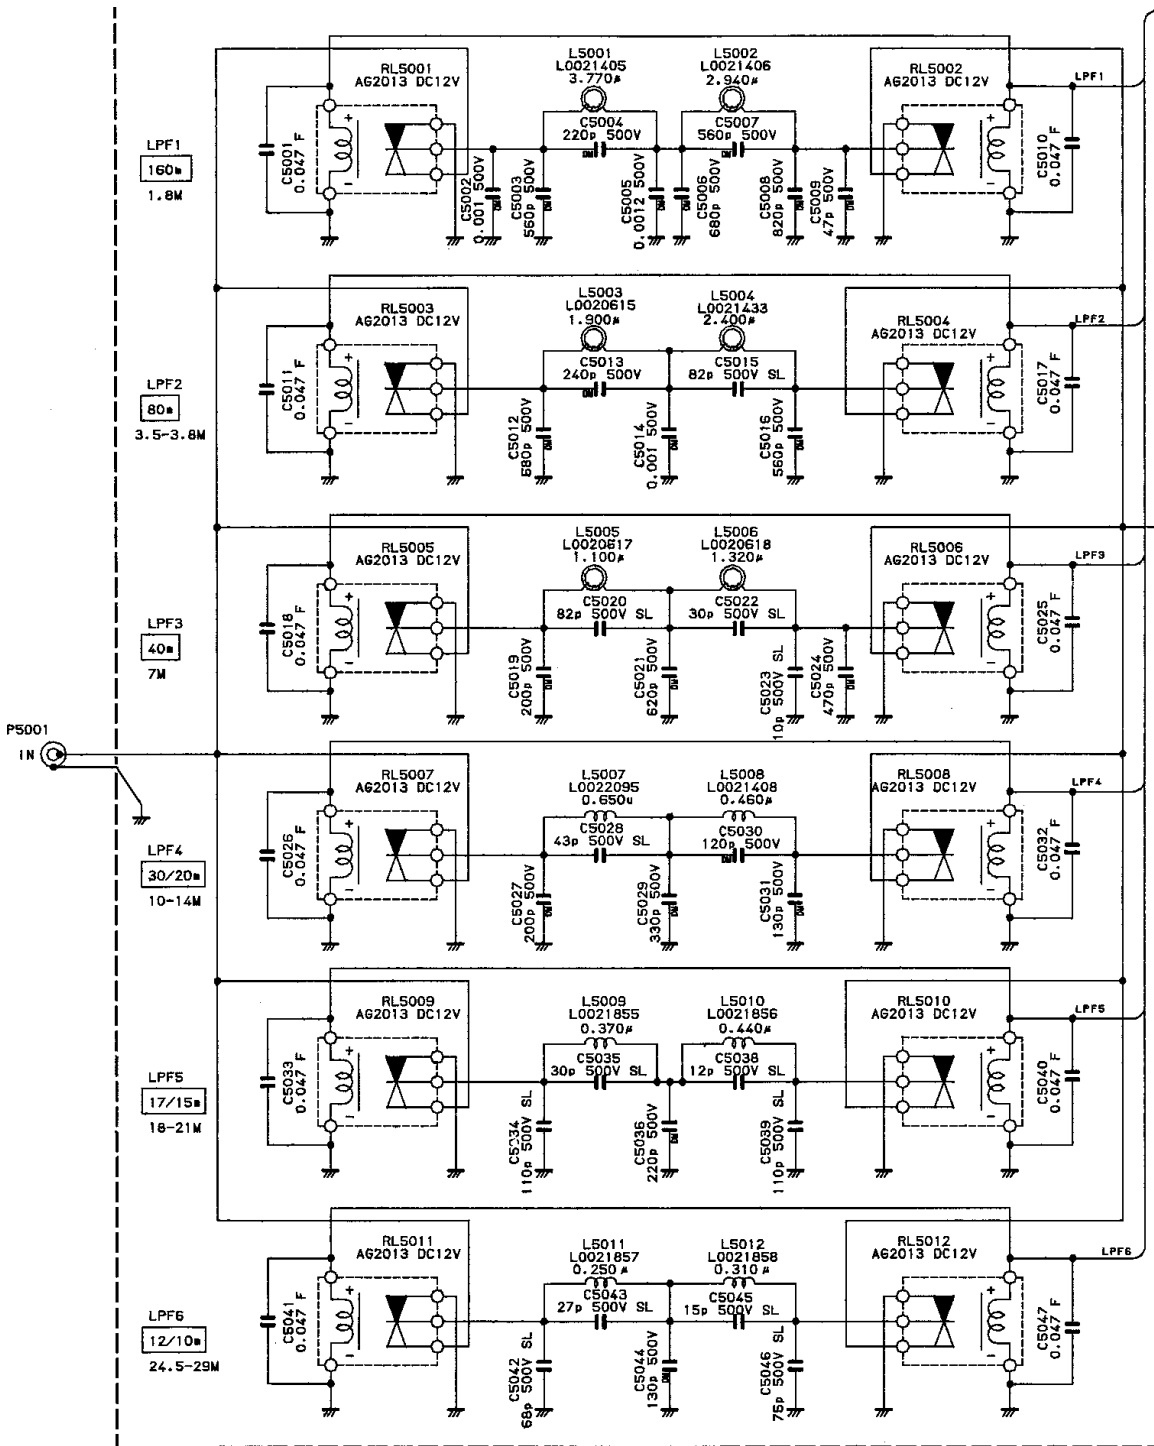 LPF1
160m
1.8M
C5001
0.047 F
RL5001
AG2013 DC12V
+
-
C5002
0.001 500V
C5003
560p 500V
L5001
L0021405
3.770μ
C5004
220p 500V
DM
C5005
0.0012 500V
C5006
680p 500V
L5002
L0021406
2.940μ
C5007
560p 500V
DM
C5008
820p 500V
C5009
47p 500V
RL5002
AG2013 DC12V
+
-
C5010
0.047 F
LPF1
LPF2
80m
3.5-3.8M
C5011
0.047 F
RL5003
AG2013 DC12V
+
-
C5012
680p 500V
L5003
L0020615
1.900μ
C5013
240p 500V
DM
C5014
0.001 500V
L5004
L0021433
2.400μ
C5015
82p 500V SL
C5016
560p 500V
RL5004
AG2013 DC12V
+
-
C5017
0.047 F
LPF2
LPF3
40m
7M
C5018
0.047 F
RL5005
AG2013 DC12V
+
-
C5019
200p 500V
L5005
L0020617
1.100μ
C5020
82p 500V SL
C5021
620p 500V
L5006
L0020618
1.320μ
C5022
30p 500V SL
C5023
10p 500V SL
C5024
470p 500V
RL5006
AG2013 DC12V
+
-
C5025
0.047 F
LPF3
P5001
IN
LPF4
30/20m
10-14M
C5026
0.047 F
RL5007
AG2013 DC12V
+
-
C5027
200p 500V
L5007
L0022095
0.650u
C5028
43p 500V SL
C5029
330p 500V
L5008
L0021408
0.460μ
C5030
120p 500V
DM
C5031
130p 500V
RL5008
AG2013 DC12V
+
-
C5032
0.047 F
LPF4
LPF5
17/15m
18-21M
C5033
0.047 F
RL5009
AG2013 DC12V
+
-
C5034
110p 500V SL
L5009
L0021855
0.370μ
C5035
30p 500V SL
C5036
220p 500V
L5010
L0021856
0.440μ
C5038
12p 500V SL
C5039
110p 500V SL
RL5010
AG2013 DC12V
+
-
C5040
0.047 F
LPF5
LPF6
12/10m
24.5-29M
C5041
0.047 F
RL5011
AG2013 DC12V
+
-
C5042
68p 500V SL
L5011
L0021857
0.250μ
C5043
27p 500V SL
C5044
130p 500V
L5012
L0021858
0.310μ
C5045
15p 500V SL
C5046
75p 500V SL
RL5012
AG2013 DC12V
+
-
C5047
0.047 F
LPF6